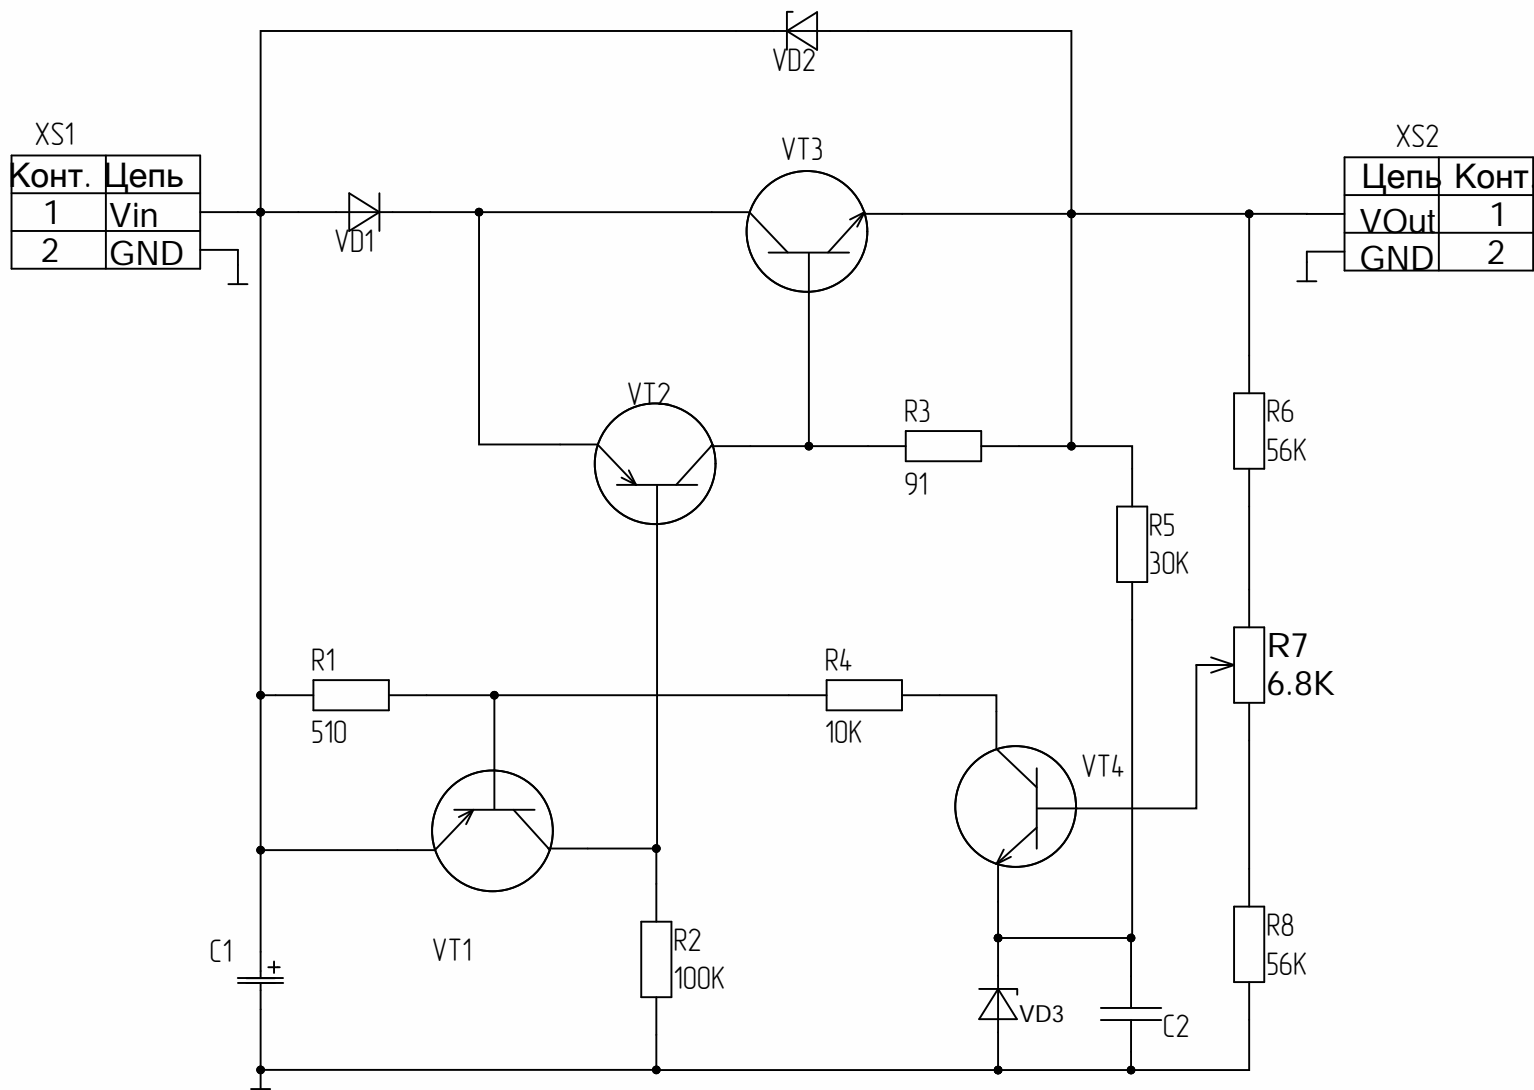 VD2
XS1
Конт. Цепь
1 Vin
2 GND
VD1
VT3
XS2
Цепь Конт.
VOut 1
GND 2
VT2
R3
91
R6
56K
R5
30K
R1
510
R4
10K
R7
6.8K
VT4
VT1
C1
+
R2
100K
R8
56K
VD3
C2